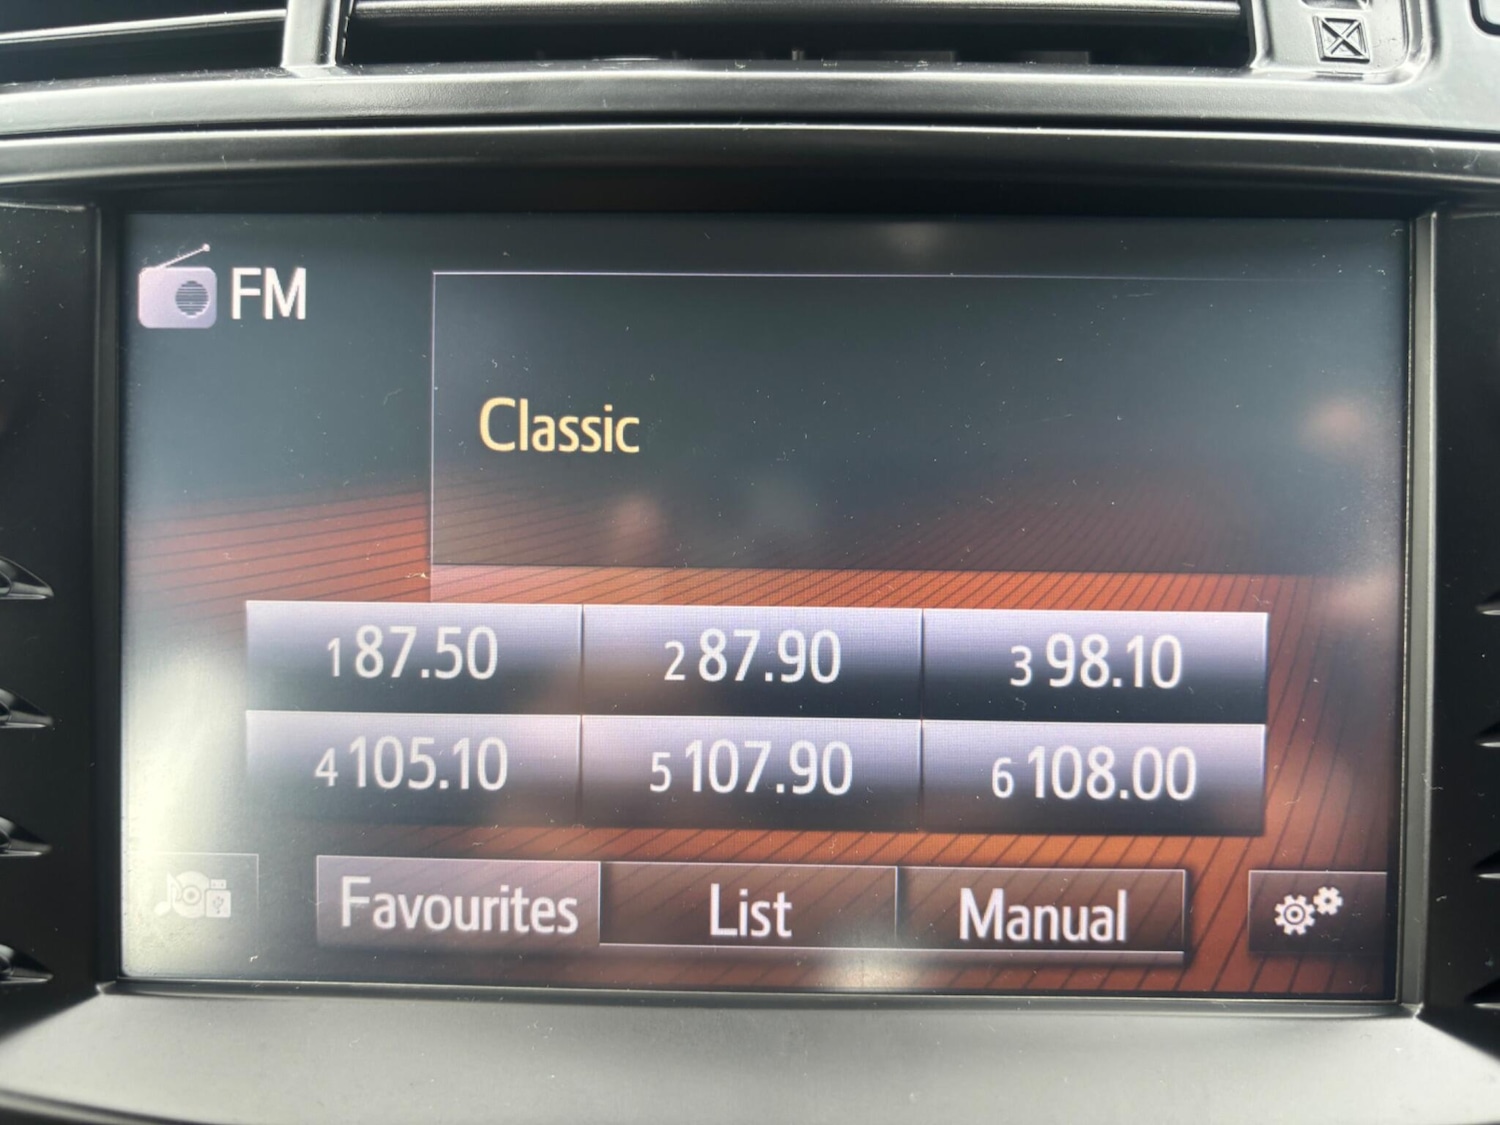 FM
Classic
1 87.50 2 87.90 3 98.10
4 105.10 5 107.90 6 108.00
Favourites List Manual